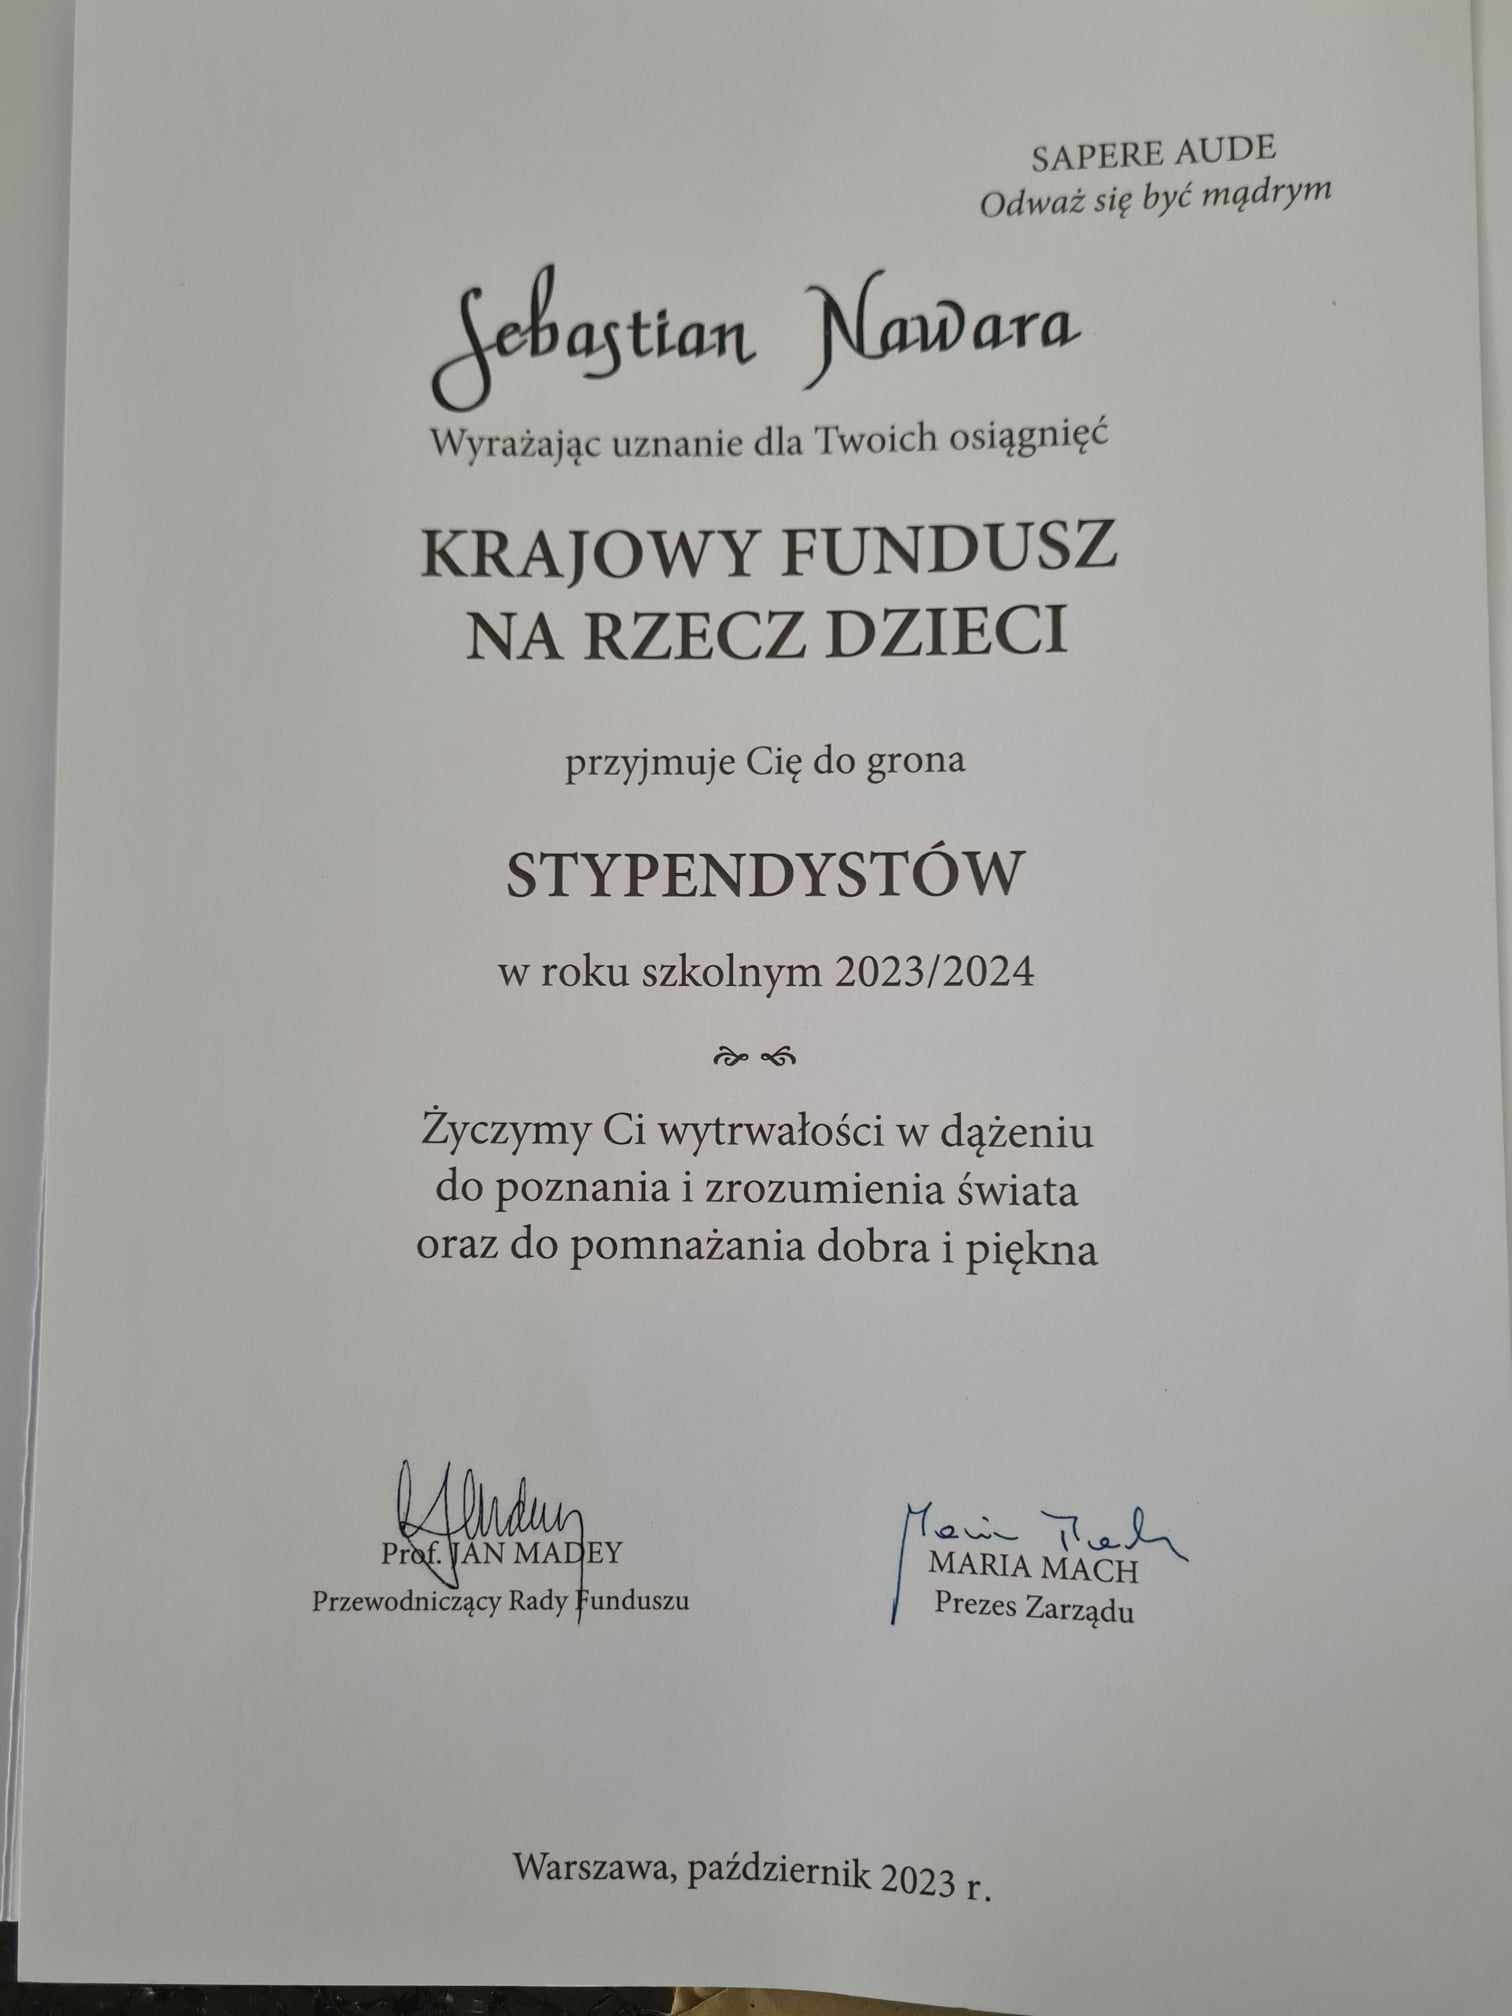 SAPERE AUDE
Odważ się być mądrym
Sebastian Nawara
Wyrażając uznanie dla Twoich osiągnięć
KRAJOWY FUNDUSZ
NA RZECZ DZIECI
przyjmuje Cię do grona
STYPENDYSTÓW
w roku szkolnym 2023/2024
Życzymy Ci wytrwałości w dążeniu
do poznania i zrozumienia świata
oraz do pomnażania dobra i piękna
Prof. JAN MADEY
Przewodniczący Rady Funduszu
Maria Mach
MARIA MACH
Prezes Zarządu
Warszawa, październik 2023 r.